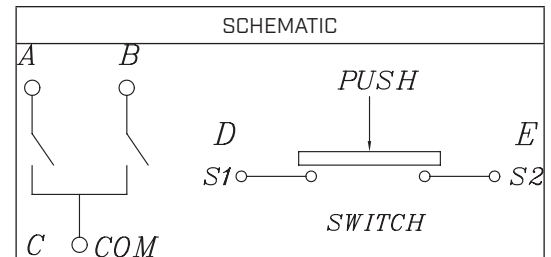 SCHEMATIC
A B
PUSH
D E
S1 S2
SWITCH
C COM